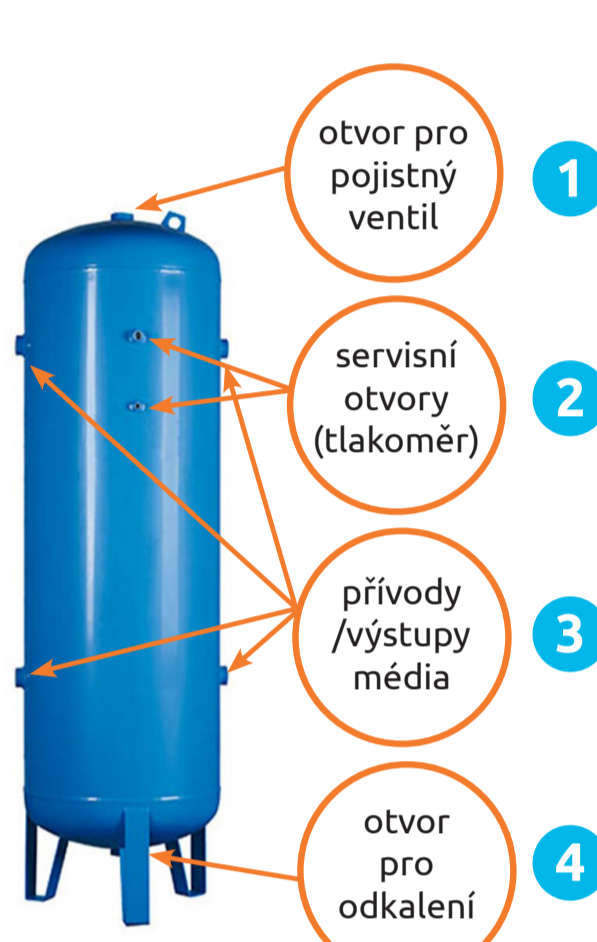 otvor pro
pojistný
ventil
1
servisní
otvory
(tlakoměr)
2
přívody
/výstupy
média
3
otvor
pro
odkalení
4